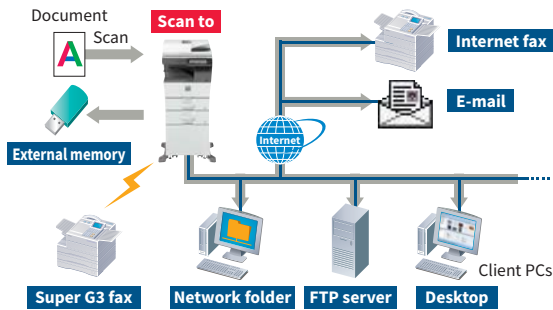 Document
Scan to
Scan
A
Internet fax
E-mail
Internet
External memory
Client PCs
Super G3 fax
Network folder
FTP server
Desktop